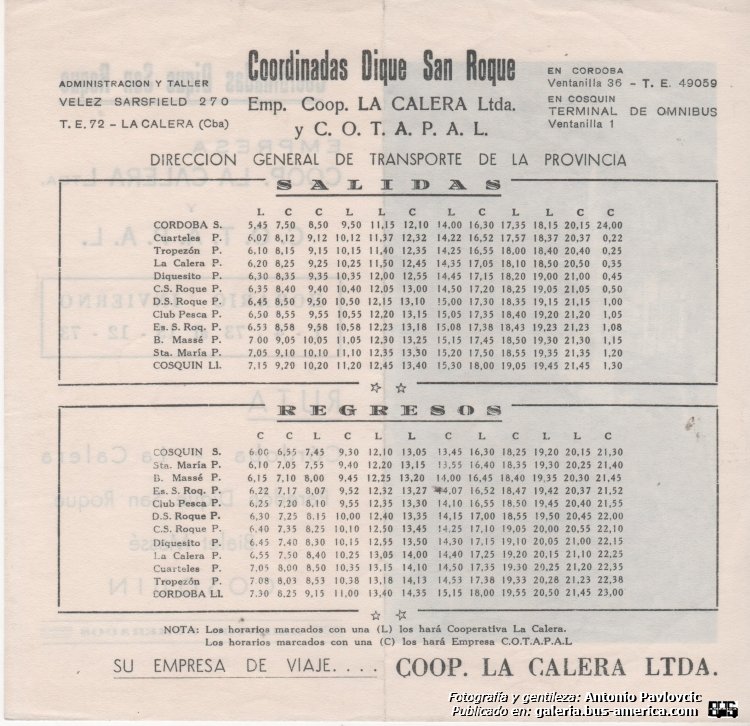 Coordinadas Dique San Roque
ADMINISTRACION Y TALLER
VELEZ SARSFIELD 270
T. E. 72 - LA CALERA (Cba)
Emp. Coop. LA CALERA Ltda.
y C. O. T. A. P. A. L.
EN CORDOBA
Ventanilla 36 - T. E. 49059
EN COSQUIN
TERMINAL DE OMNIBUS
Ventanilla 1
DIRECCION GENERAL DE TRANSPORTE DE LA PROVINCIA
SALIDAS
L C C L L C L C L L C C
CORDOBA S. 5,45 7,50 8,50 9,50 11,15 12,10 14,00 16,30 17,35 18,15 20,15 24,00
Cuarteles P. 6,07 8,12 9,12 10,12 11,37 12,32 14,22 16,52 17,57 18,37 20,37 0,22
Tropezón P. 6,10 8,15 9,15 10,15 11,40 12,35 14,25 16,55 18,00 18,40 20,40 0,25
La Calera P. 6,20 8,25 9,25 10,25 11,50 12,45 14,35 17,05 18,10 18,50 20,50 0,35
Diquesito P. 6,30 8,35 9,35 10,35 12,00 12,55 14,45 17,15 18,20 19,00 21,00 0,45
C.S. Roque P. 6,35 8,40 9,40 10,40 12,05 13,00 14,50 17,20 18,25 19,05 21,05 0,50
D.S. Roque P. 6,45 8,50 9,50 10,50 12,15 13,10 15,00 17,30 18,35 19,15 21,15 1,00
Club Pesca P. 6,50 8,55 9,55 10,55 12,20 13,15 15,05 17,35 18,40 19,20 21,20 1,05
Es. S. Roq. P. 6,53 8,58 9,58 10,58 12,23 13,18 15,08 17,38 18,43 19,23 21,23 1,08
B. Massé P. 7 00 9,05 10,05 11,05 12,30 13,25 15,15 17,45 18,50 19,30 21,30 1,15
Sta. María P. 7,05 9,10 10,10 11,10 12,35 13,30 15,20 17,50 18,55 19,35 21,35 1,20
COSQUIN Ll. 7,15 9,20 10,20 11,20 12,45 13,40 15,30 18,00 19,05 19,45 21,45 1,30
REGRESOS
C C L C L L C L C L L C
COSQUIN S. 6,00 6,55 7,45 9,30 12,10 13,05 13,45 16,30 18,25 19,20 20,15 21,30
Sta. María P. 6,10 7,05 7,55 9,40 12,20 13,15 13,55 16,40 18,35 19,30 20,25 21,40
B. Massé P. 6,15 7,10 8,00 9,45 12,25 13,20 14,00 16,45 18,40 19,35 20,30 21,45
Es. S. Roq. P. 6,22 7,17 8,07 9,52 12,32 13,27 14,07 16,52 18,47 19,42 20,37 21,52
Club Pesca P. 6,25 7,20 8,10 9,55 12,35 13,30 14,10 16,55 18,50 19,45 20,40 21,55
D.S. Roque P. 6,30 7,25 8,15 10,00 12,40 13,35 14,15 17,00 18,55 19,50 20,45 22,00
C.S. Roque P. 6,40 7,35 8,25 10,10 12,50 13,45 14,25 17,10 19,05 20,00 20,55 22,10
Diquesito P. 6,45 7,40 8,30 10,15 12,55 13,50 14,30 17,15 19,10 20,05 21,00 22,15
La Calera P. 6,55 7,50 8,40 10,25 13,05 14,00 14,40 17,25 19,20 20,15 21,10 22,25
Cuarteles P. 7,05 8,00 8,50 10,35 13,15 14,10 14,50 17,35 19,30 20,25 21,20 22,35
Tropezón P. 7,08 8,03 8,53 10,38 13,18 14,13 14,53 17,38 19,33 20,28 21,23 22,38
CORDOBA Ll. 7,30 8,25 9,15 11,00 13,40 14,35 15,15 18,00 19,55 20,50 21,45 23,00
NOTA: Los horarios marcados con una (L) los hará Cooperativa La Calera.
Los horarios marcados con una (C) los hará Empresa C.O.T.A.P.A.L
SU EMPRESA DE VIAJE. . . . COOP. LA CALERA LTDA.
Fotografía y gentileza: Antonio Pavlovcic
Publicado en: galeria.bus-america.com